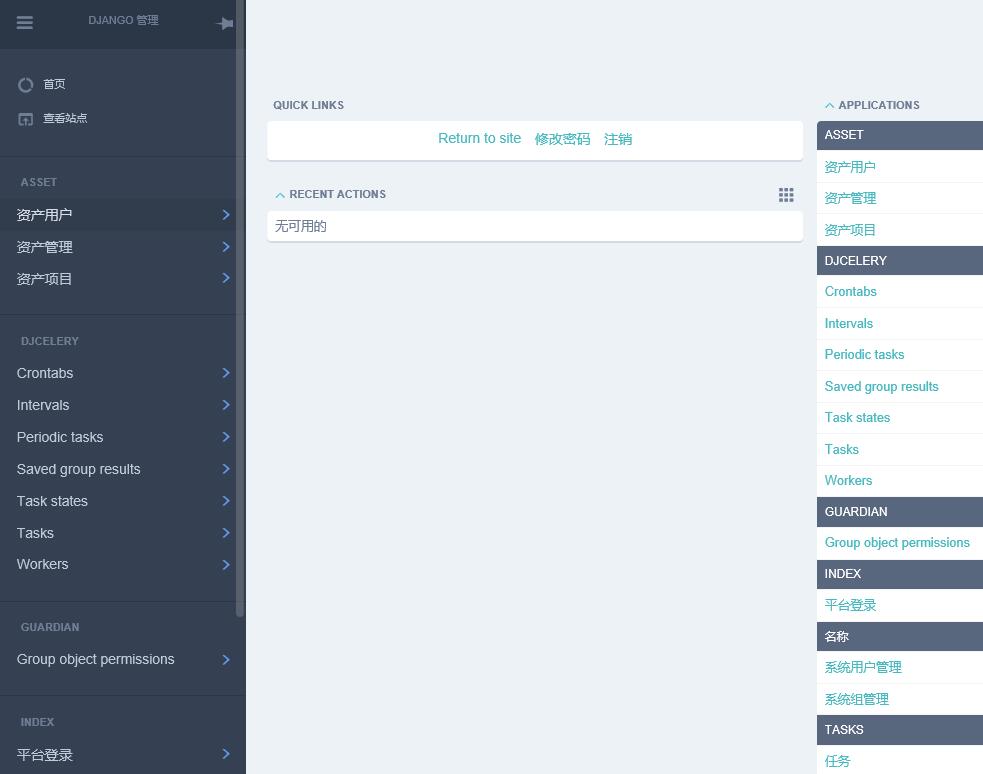 DJANGO 管理
首页
查看站点
ASSET
资产用户
资产管理
资产项目
DJCELERY
Crontabs
Intervals
Periodic tasks
Saved group results
Task states
Tasks
Workers
GUARDIAN
Group object permissions
INDEX
平台登录
QUICK LINKS
Return to site 修改密码 注销
RECENT ACTIONS
无可用的
APPLICATIONS
ASSET
资产用户
资产管理
资产项目
DJCELERY
Crontabs
Intervals
Periodic tasks
Saved group results
Task states
Tasks
Workers
GUARDIAN
Group object permissions
INDEX
平台登录
名称
系统用户管理
系统组管理
TASKS
任务